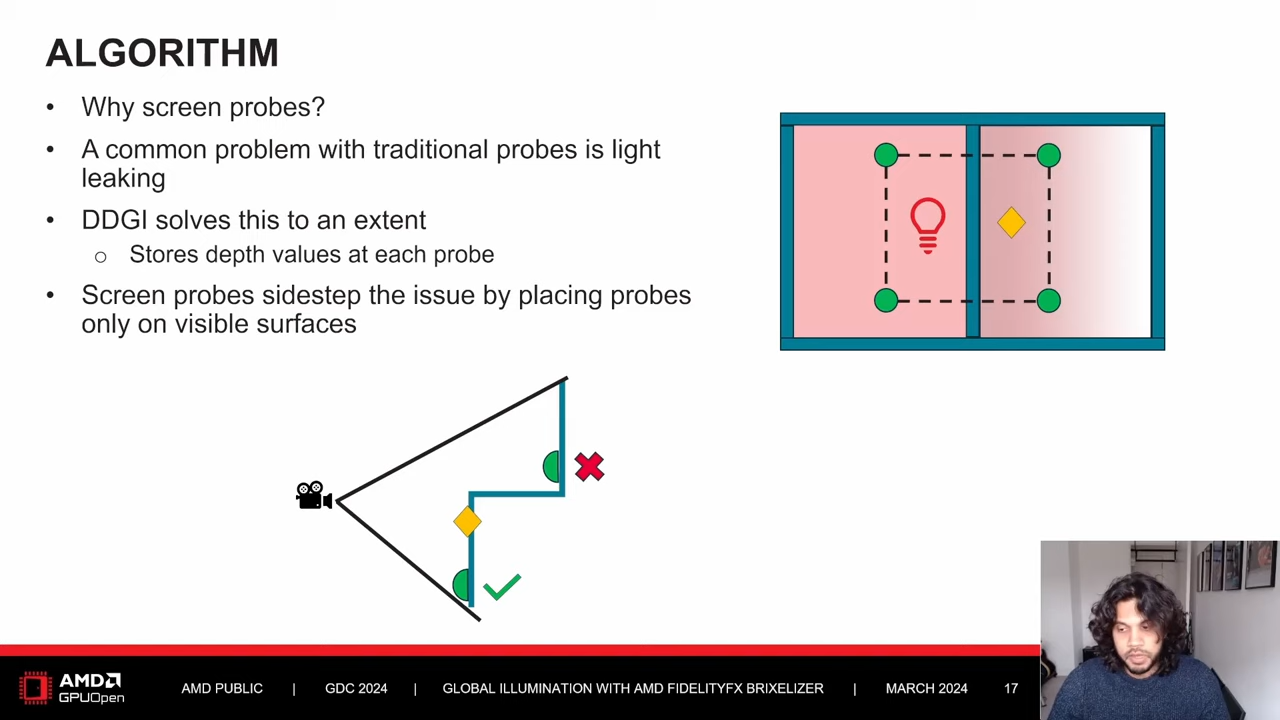 ALGORITHM
• Why screen probes?
• A common problem with traditional probes is light
leaking
• DDGI solves this to an extent
o Stores depth values at each probe
• Screen probes sidestep the issue by placing probes
only on visible surfaces
AMD
GPUOpen
AMD PUBLIC | GDC 2024 | GLOBAL ILLUMINATION WITH AMD FIDELITYFX BRIXELIZER | MARCH 2024 17